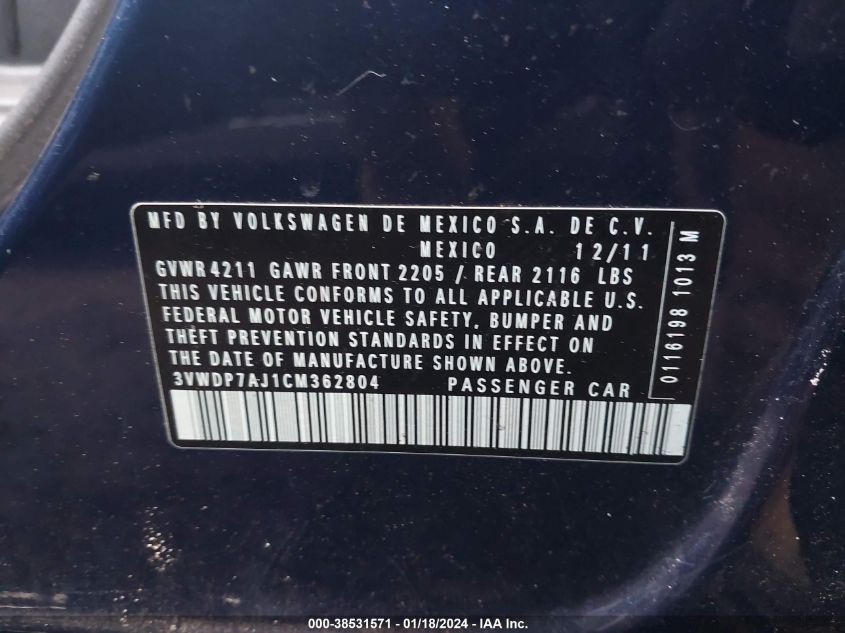 MFD BY VOLKSWAGEN DE MEXICO S.A. DE C.V.
MEXICO 12/11
GVWR 4211 GAWR FRONT 2205 / REAR 2116 LBS
THIS VEHICLE CONFORMS TO ALL APPLICABLE U.S.
FEDERAL MOTOR VEHICLE SAFETY, BUMPER AND
THEFT PREVENTION STANDARDS IN EFFECT ON
THE DATE OF MANUFACTURE SHOWN ABOVE.
3VWDP7AJ1CM362804 PASSENGER CAR
0116198 1013 M
000-38531571 - 01/18/2024 - IAA Inc.